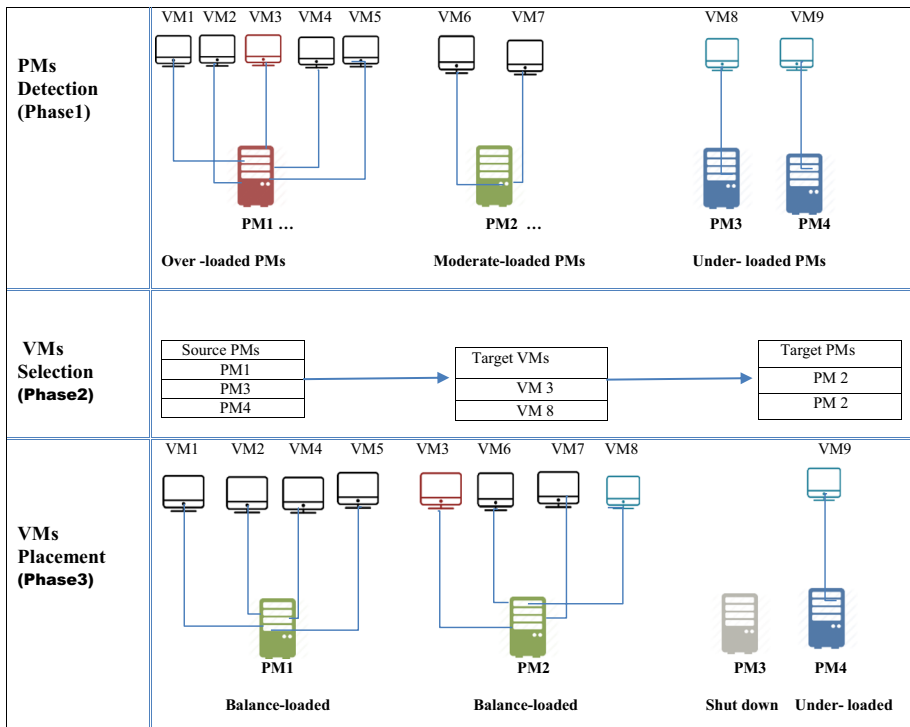 VM1 VM2 VM3 VM4 VM5 VM6 VM7 VM8 VM9
PMs
Detection
(Phase1)
PM1 ... PM2 ... PM3 PM4
Over -loaded PMs Moderate-loaded PMs Under- loaded PMs
VMs
Selection
(Phase2)
Source PMs
PM1
PM3
PM4
Target VMs
VM 3
VM 8
Target PMs
PM 2
PM 2
VM1 VM2 VM4 VM5 VM3 VM6 VM7 VM8 VM9
VMs
Placement
(Phase3)
PM1 PM2 PM3 PM4
Balance-loaded Balance-loaded Shut down Under- loaded